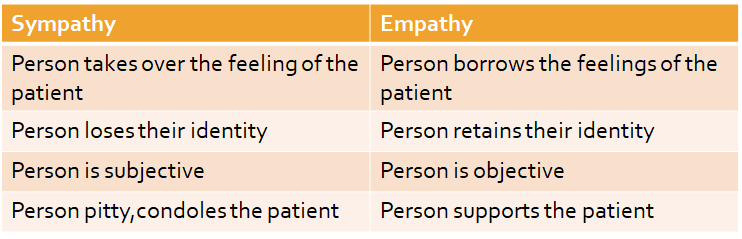 Sympathy
Empathy
Person takes over the feeling of the
patient
Person borrows the feelings of the
patient
Person loses their identity
Person retains their identity
Person is subjective
Person is objective
Person pitty,condoles the patient
Person supports the patient